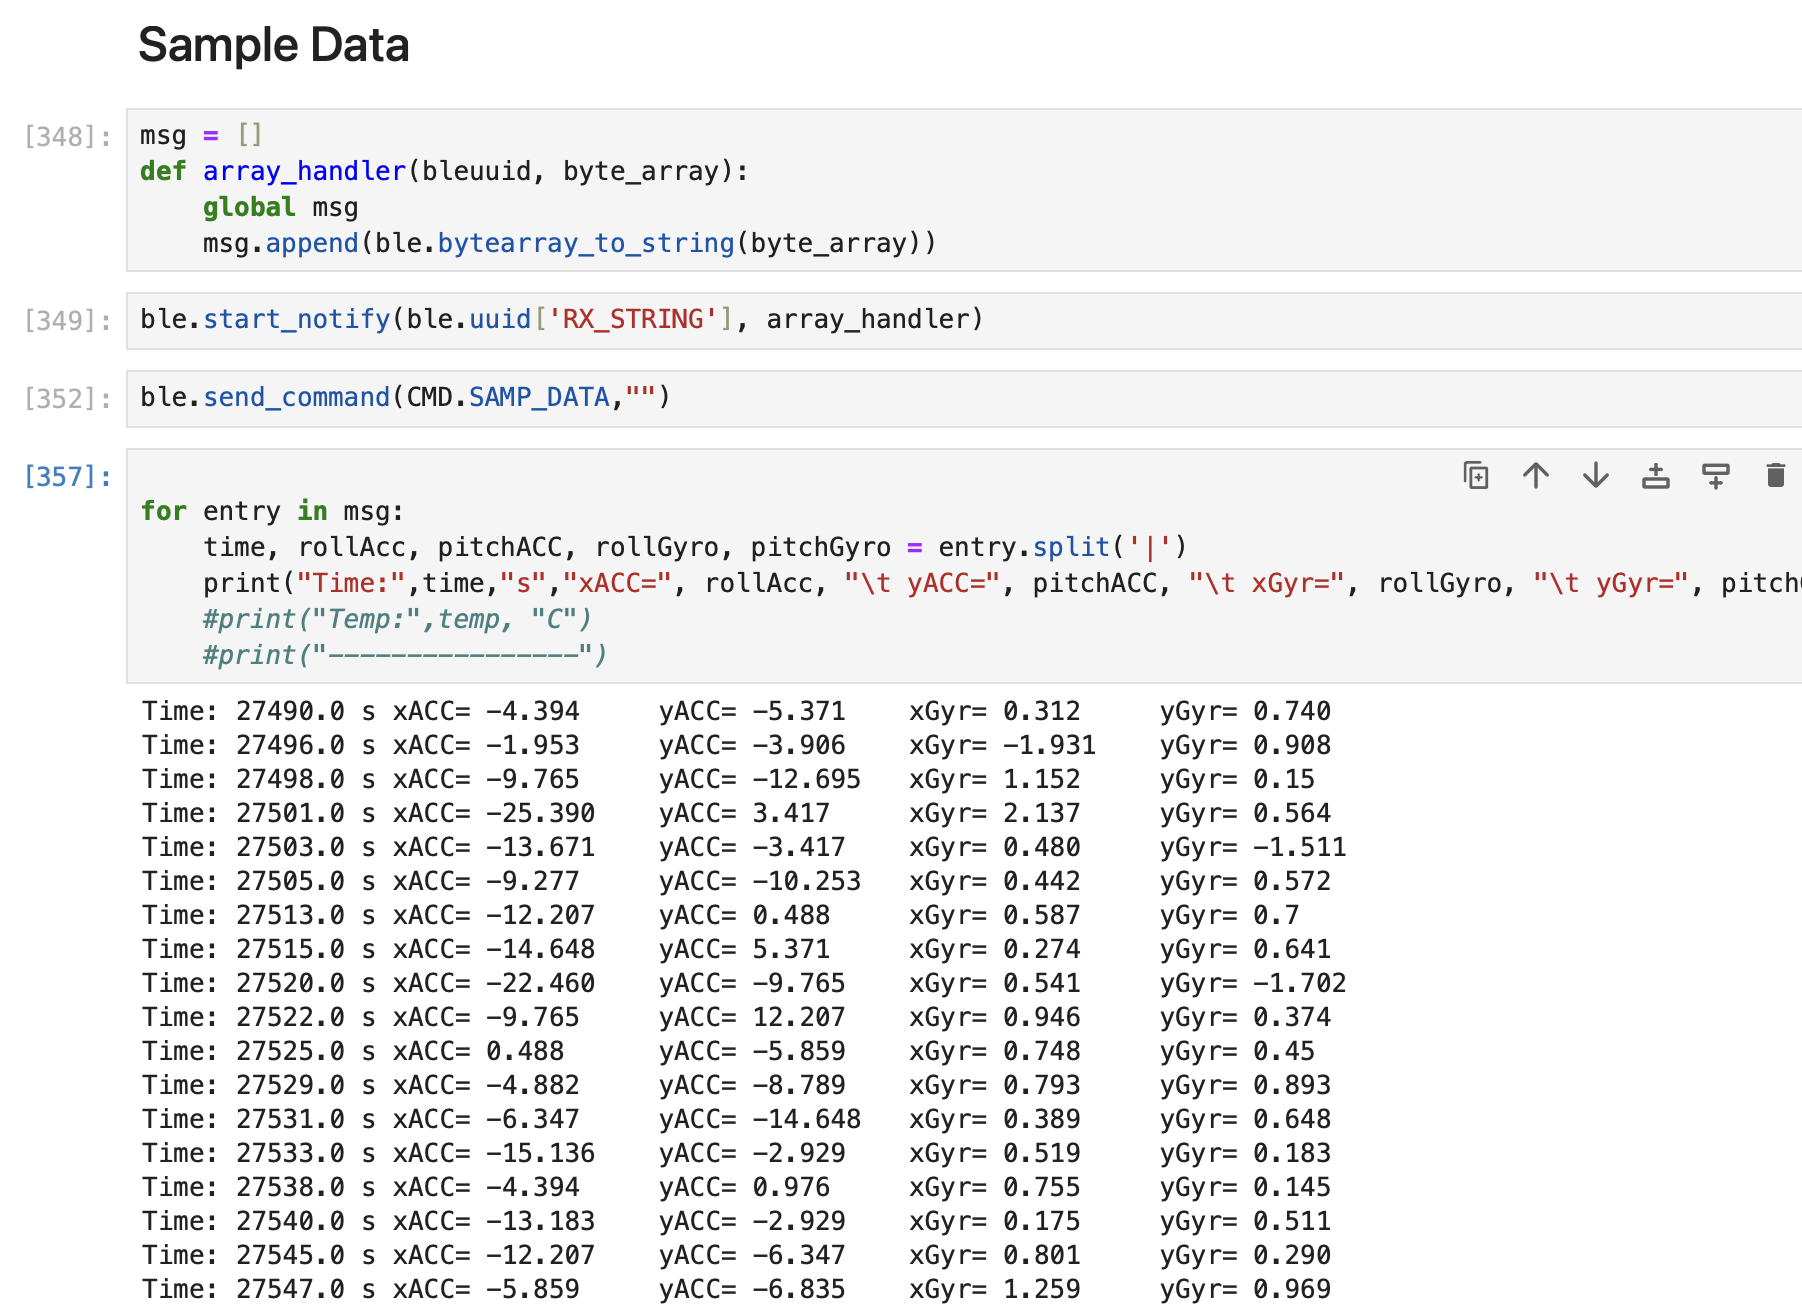 Sample Data
[348]:
msg = []
def array_handler(bleuuid, byte_array):
    global msg
    msg.append(ble.bytearray_to_string(byte_array))
[349]:
ble.start_notify(ble.uuid['RX_STRING'], array_handler)
[352]:
ble.send_command(CMD.SAMP_DATA,"")
[357]:
for entry in msg:
    time, rollAcc, pitchACC, rollGyro, pitchGyro = entry.split('|')
    print("Time:",time,"s","xACC=", rollAcc, "\t yACC=", pitchACC, "\t xGyr=", rollGyro, "\t yGyr=", pitch
    #print("Temp:",temp, "C")
    #print("----------------")
Time: 27490.0 s xACC= -4.394 yACC= -5.371 xGyr= 0.312 yGyr= 0.740
Time: 27496.0 s xACC= -1.953 yACC= -3.906 xGyr= -1.931 yGyr= 0.908
Time: 27498.0 s xACC= -9.765 yACC= -12.695 xGyr= 1.152 yGyr= 0.15
Time: 27501.0 s xACC= -25.390 yACC= 3.417 xGyr= 2.137 yGyr= 0.564
Time: 27503.0 s xACC= -13.671 yACC= -3.417 xGyr= 0.480 yGyr= -1.511
Time: 27505.0 s xACC= -9.277 yACC= -10.253 xGyr= 0.442 yGyr= 0.572
Time: 27513.0 s xACC= -12.207 yACC= 0.488 xGyr= 0.587 yGyr= 0.7
Time: 27515.0 s xACC= -14.648 yACC= 5.371 xGyr= 0.274 yGyr= 0.641
Time: 27520.0 s xACC= -22.460 yACC= -9.765 xGyr= 0.541 yGyr= -1.702
Time: 27522.0 s xACC= -9.765 yACC= 12.207 xGyr= 0.946 yGyr= 0.374
Time: 27525.0 s xACC= 0.488 yACC= -5.859 xGyr= 0.748 yGyr= 0.45
Time: 27529.0 s xACC= -4.882 yACC= -8.789 xGyr= 0.793 yGyr= 0.893
Time: 27531.0 s xACC= -6.347 yACC= -14.648 xGyr= 0.389 yGyr= 0.648
Time: 27533.0 s xACC= -15.136 yACC= -2.929 xGyr= 0.519 yGyr= 0.183
Time: 27538.0 s xACC= -4.394 yACC= 0.976 xGyr= 0.755 yGyr= 0.145
Time: 27540.0 s xACC= -13.183 yACC= -2.929 xGyr= 0.175 yGyr= 0.511
Time: 27545.0 s xACC= -12.207 yACC= -6.347 xGyr= 0.801 yGyr= 0.290
Time: 27547.0 s xACC= -5.859 yACC= -6.835 xGyr= 1.259 yGyr= 0.969